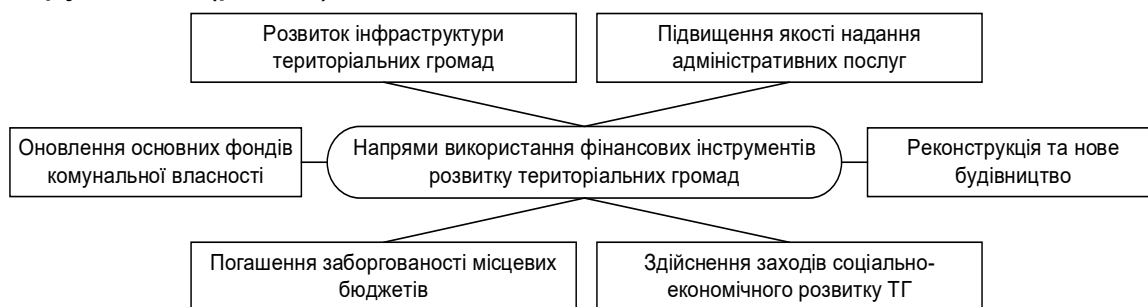 Розвиток інфраструктури
територіальних громад
Підвищення якості надання
адміністративних послуг
Оновлення основних фондів
комунальної власності
Напрями використання фінансових інструментів
розвитку територіальних громад
Реконструкція та нове
будівництво
Погашення заборгованості місцевих
бюджетів
Здійснення заходів соціально-
економічного розвитку ТГ